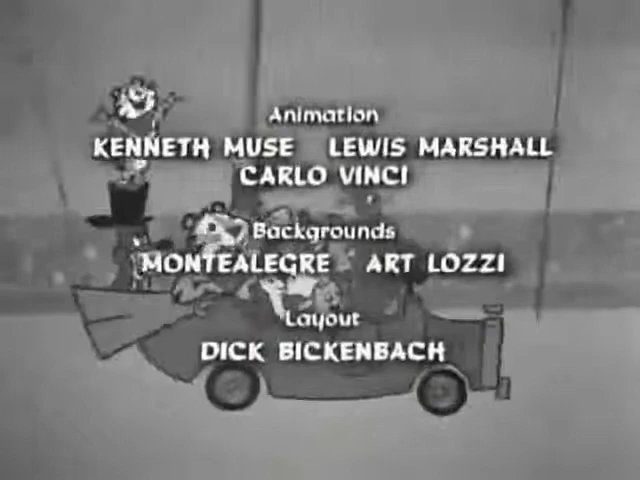 Animation
KENNETH MUSE LEWIS MARSHALL
CARLO VINCI
Backgrounds
MONTEALEGRE ART LOZZI
Layout
DICK BICKENBACH